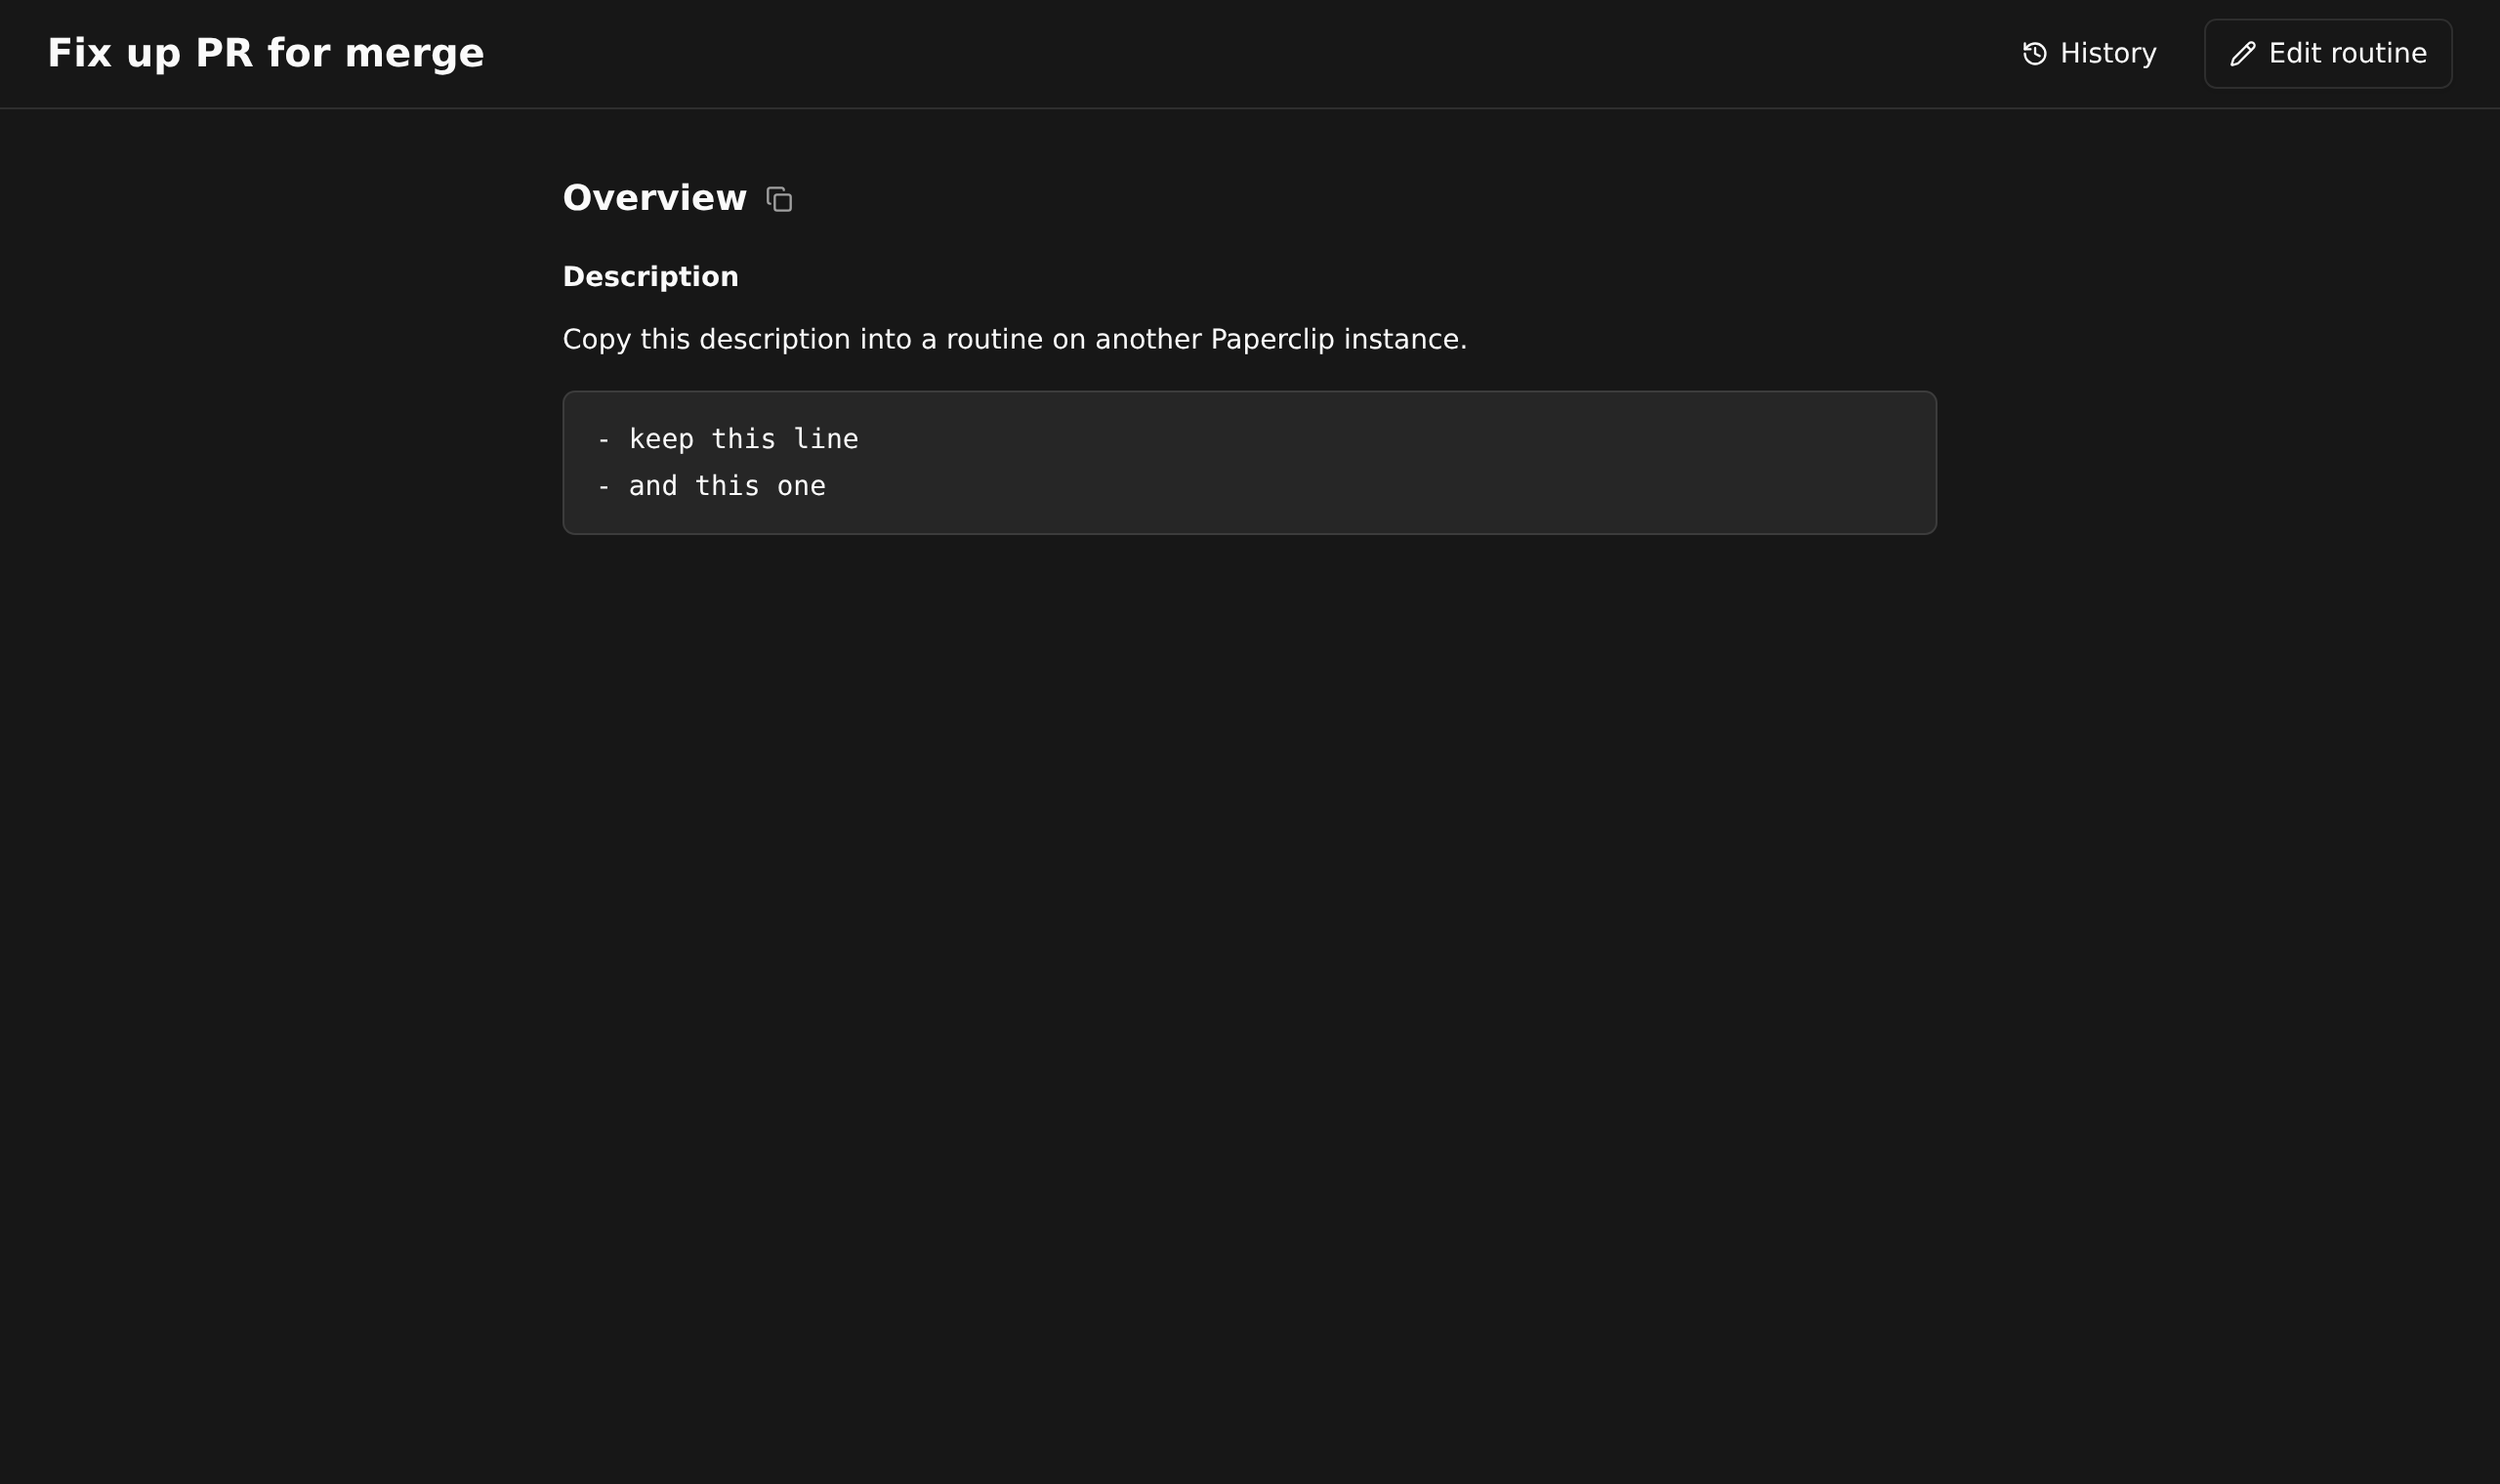 Fix up PR for merge
History
Edit routine
Overview
Description
Copy this description into a routine on another Paperclip instance.
- keep this line
- and this one